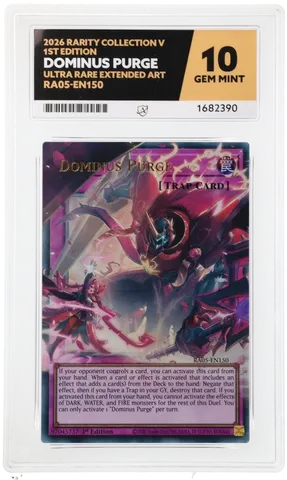 2026 RARITY COLLECTION V
1ST EDITION
DOMINUS PURGE
ULTRA RARE EXTENDED ART
RA05-EN150
10
GEM MINT
1682390
DOMINUS PURGE
[TRAP CARD]
RA05-EN150
If your opponent controls a card, you can activate this card from
your hand. When a card or effect is activated that includes an
effect that adds a card(s) from the Deck to the hand: Negate that
effect, then if you have a Trap in your GY, destroy that card. If you
activated this card from your hand, you cannot activate the effects
of DARK, WATER, and FIRE monsters for the rest of this Duel. You
can only activate 1 "Dominus Purge" per turn.
1st Edition